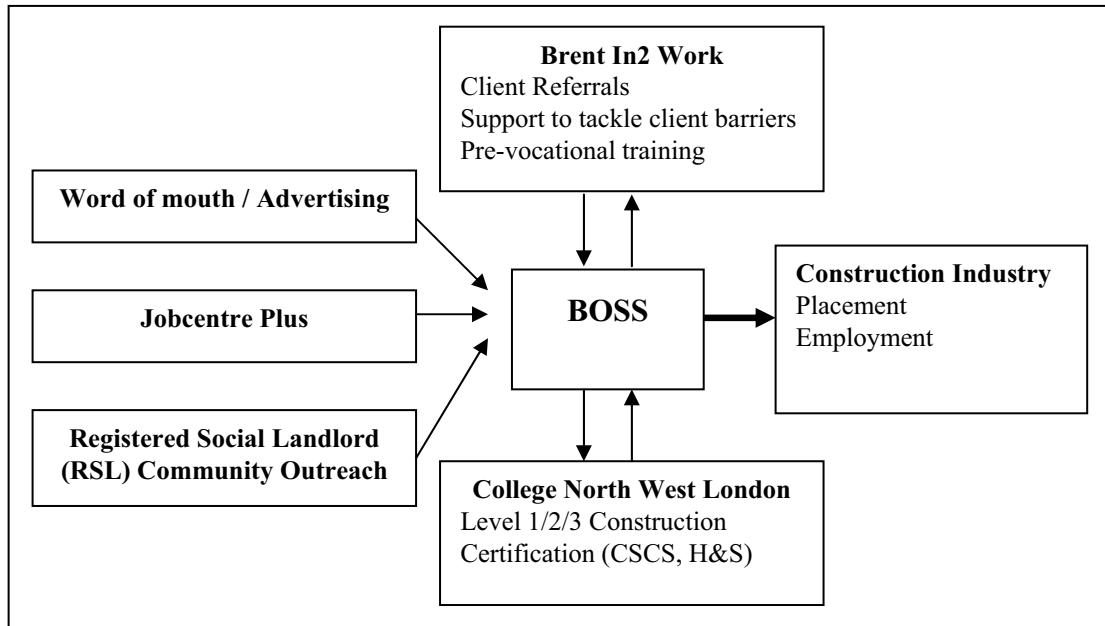 Brent In2 Work
Client Referrals
Support to tackle client barriers
Pre-vocational training
Word of mouth / Advertising
Jobcentre Plus
Registered Social Landlord
(RSL) Community Outreach
BOSS
Construction Industry
Placement
Employment
College North West London
Level 1/2/3 Construction
Certification (CSCS, H&S)